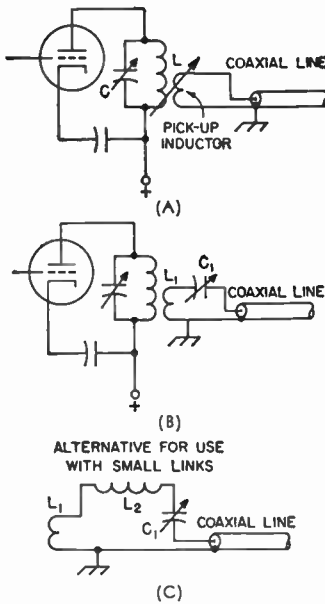 C
L
COAXIAL LINE
PICK-UP
INDUCTOR
+
(A)
L1
C1
COAXIAL LINE
+
(B)
ALTERNATIVE FOR USE
WITH SMALL LINKS
L1
L2
C1
COAXIAL LINE
(C)